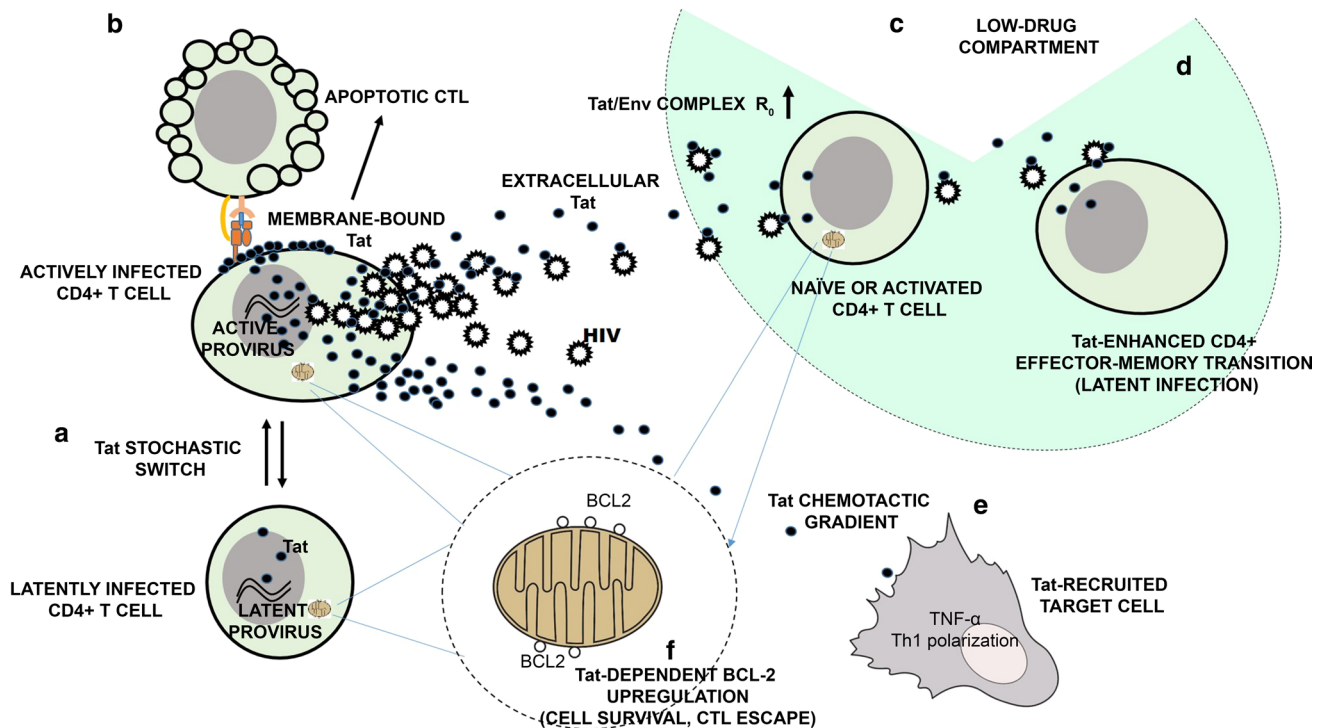 b
APOPTOTIC CTL
MEMBRANE-BOUND
Tat
EXTRACELLULAR
Tat
ACTIVELY INFECTED
CD4+ T CELL
ACTIVE
PROVIRUS
HIV
c
LOW-DRUG
COMPARTMENT
d
Tat/Env COMPLEX R0
NAÏVE OR ACTIVATED
CD4+ T CELL
Tat-ENHANCED CD4+
EFFECTOR-MEMORY TRANSITION
(LATENT INFECTION)
a
Tat STOCHASTIC
SWITCH
Tat
LATENTLY INFECTED
CD4+ T CELL
LATENT
PROVIRUS
BCL2
BCL2
f
Tat-DEPENDENT BCL-2
UPREGULATION
(CELL SURVIVAL, CTL ESCAPE)
Tat CHEMOTACTIC
GRADIENT
e
Tat-RECRUITED
TARGET CELL
TNF-α
Th1 polarization